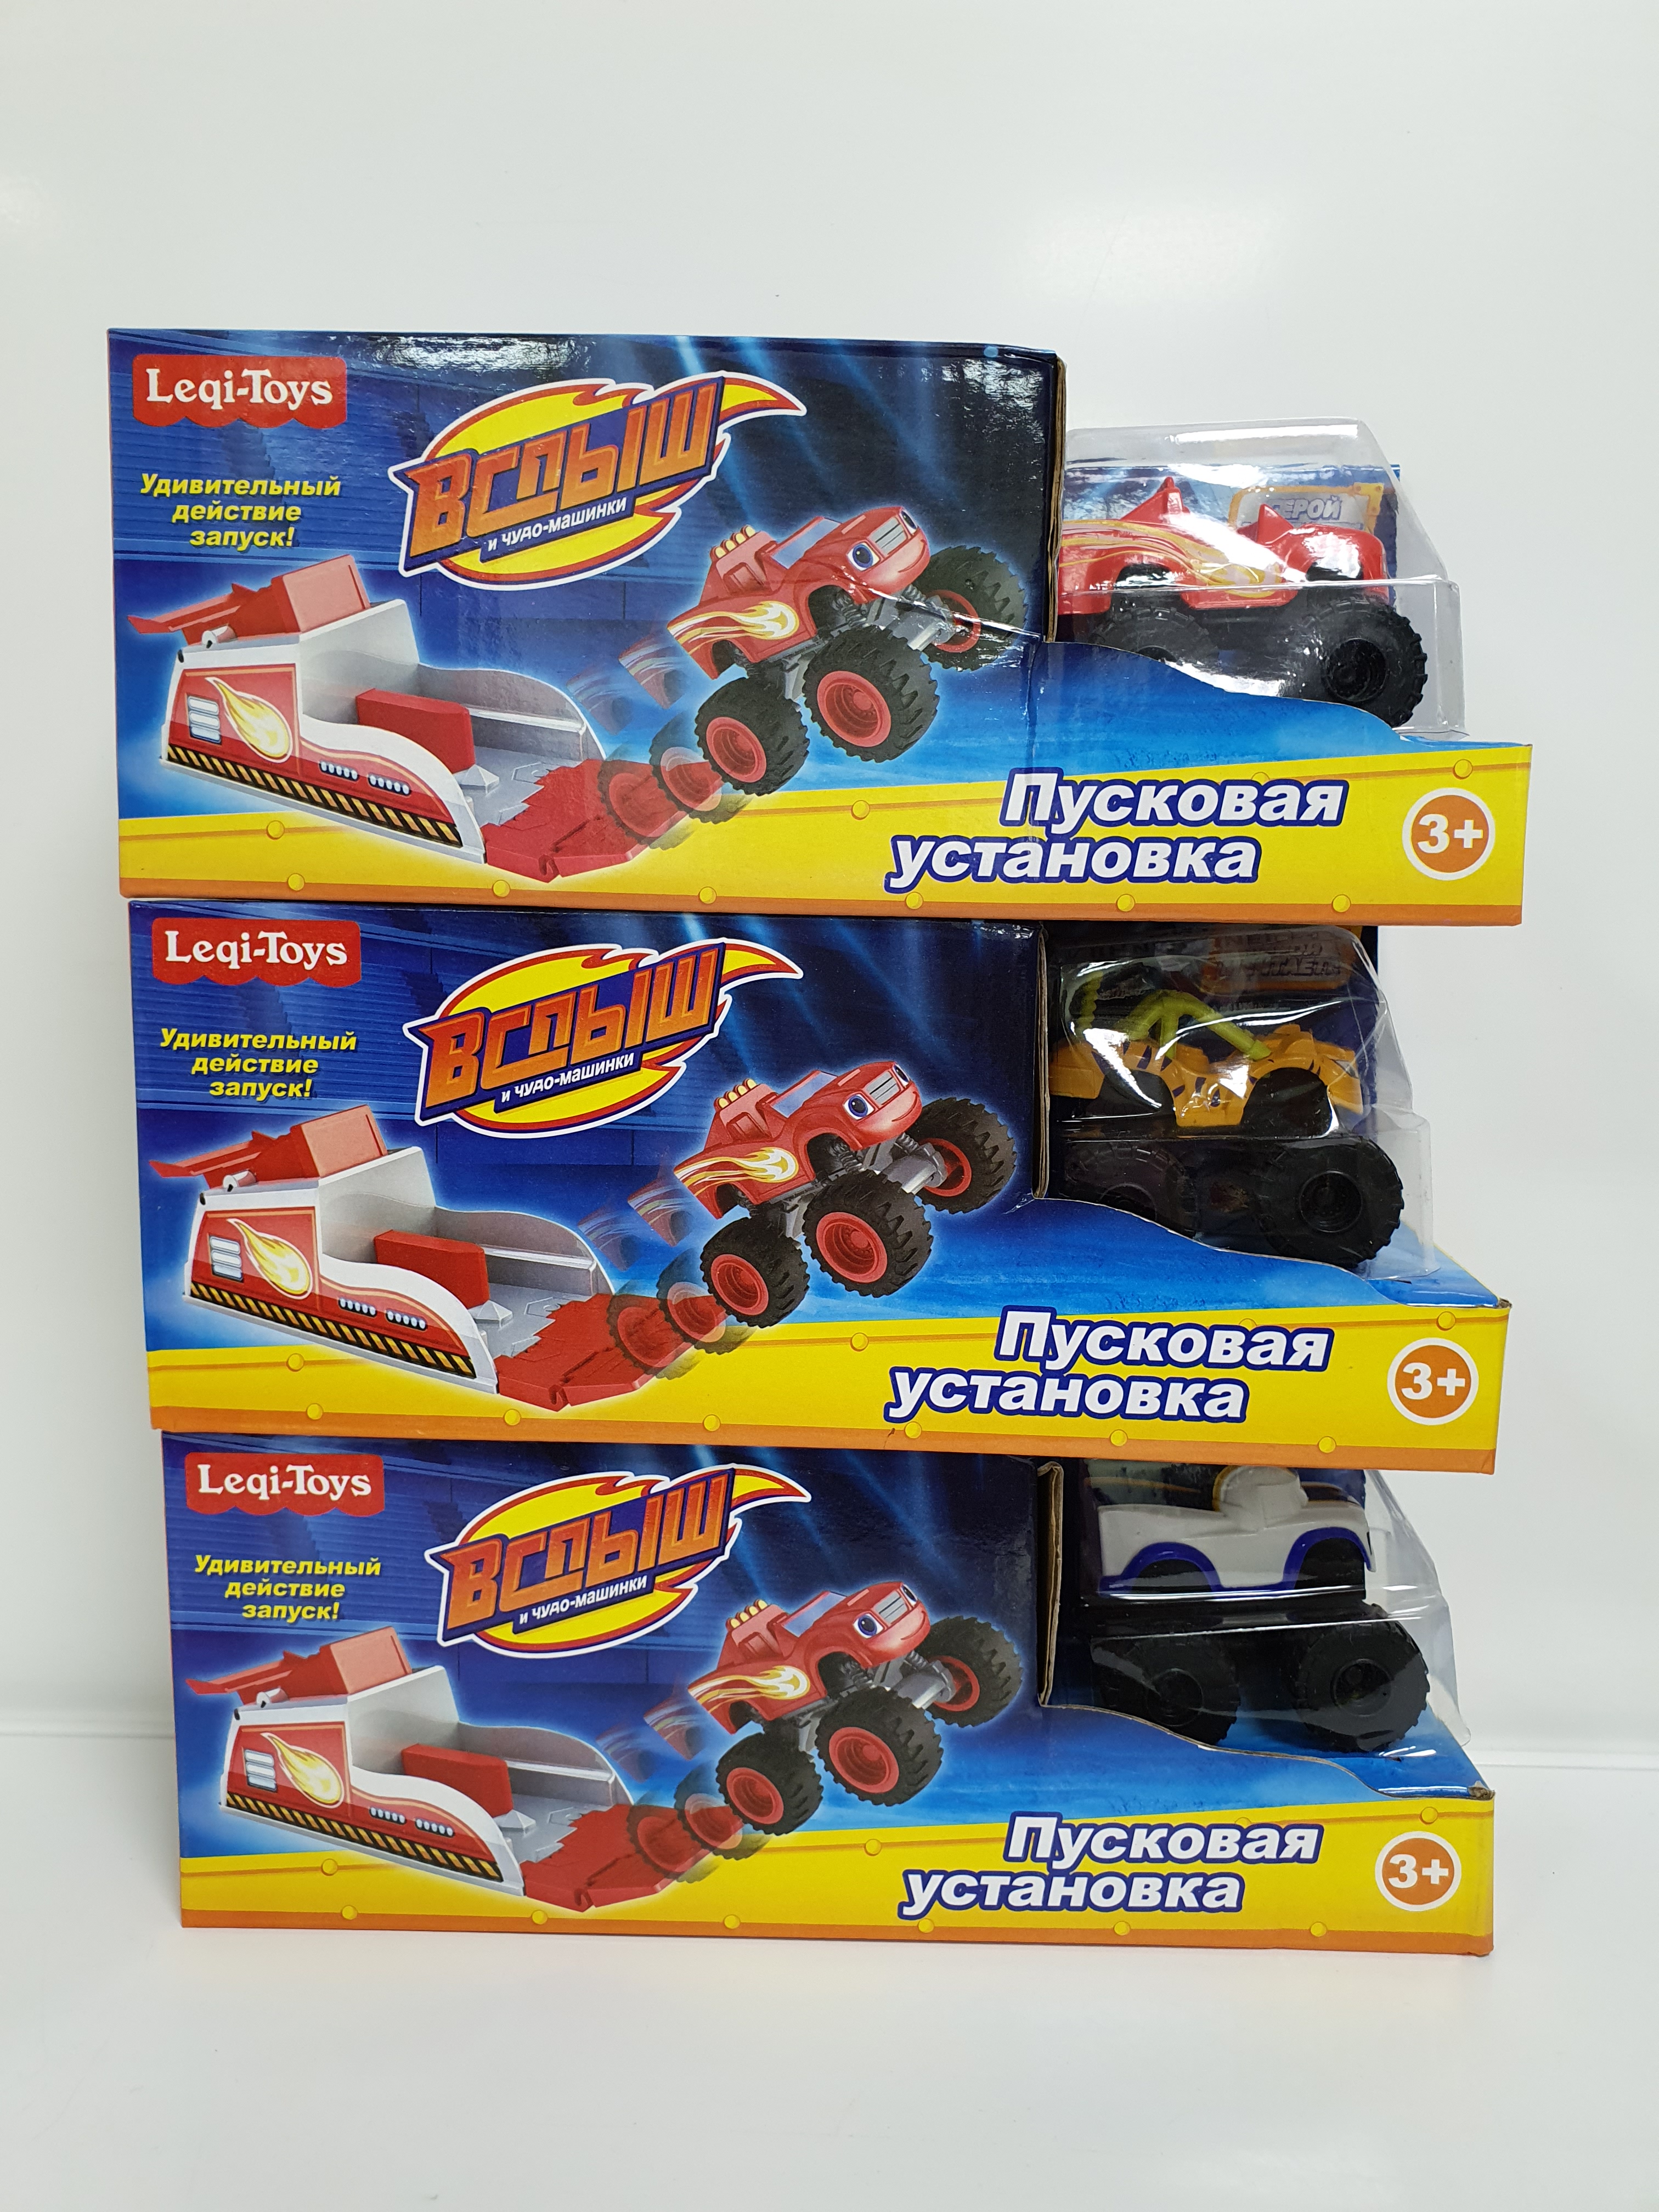 Leqi-Toys
Удивительный
действие
запуск!
Вспыш
и чудо-машинки
ГЕРОЙ
Пусковая
установка
3+
Leqi-Toys
Удивительный
действие
запуск!
Вспыш
и чудо-машинки
Пусковая
установка
3+
Leqi-Toys
Удивительный
действие
запуск!
Вспыш
и чудо-машинки
Пусковая
установка
3+